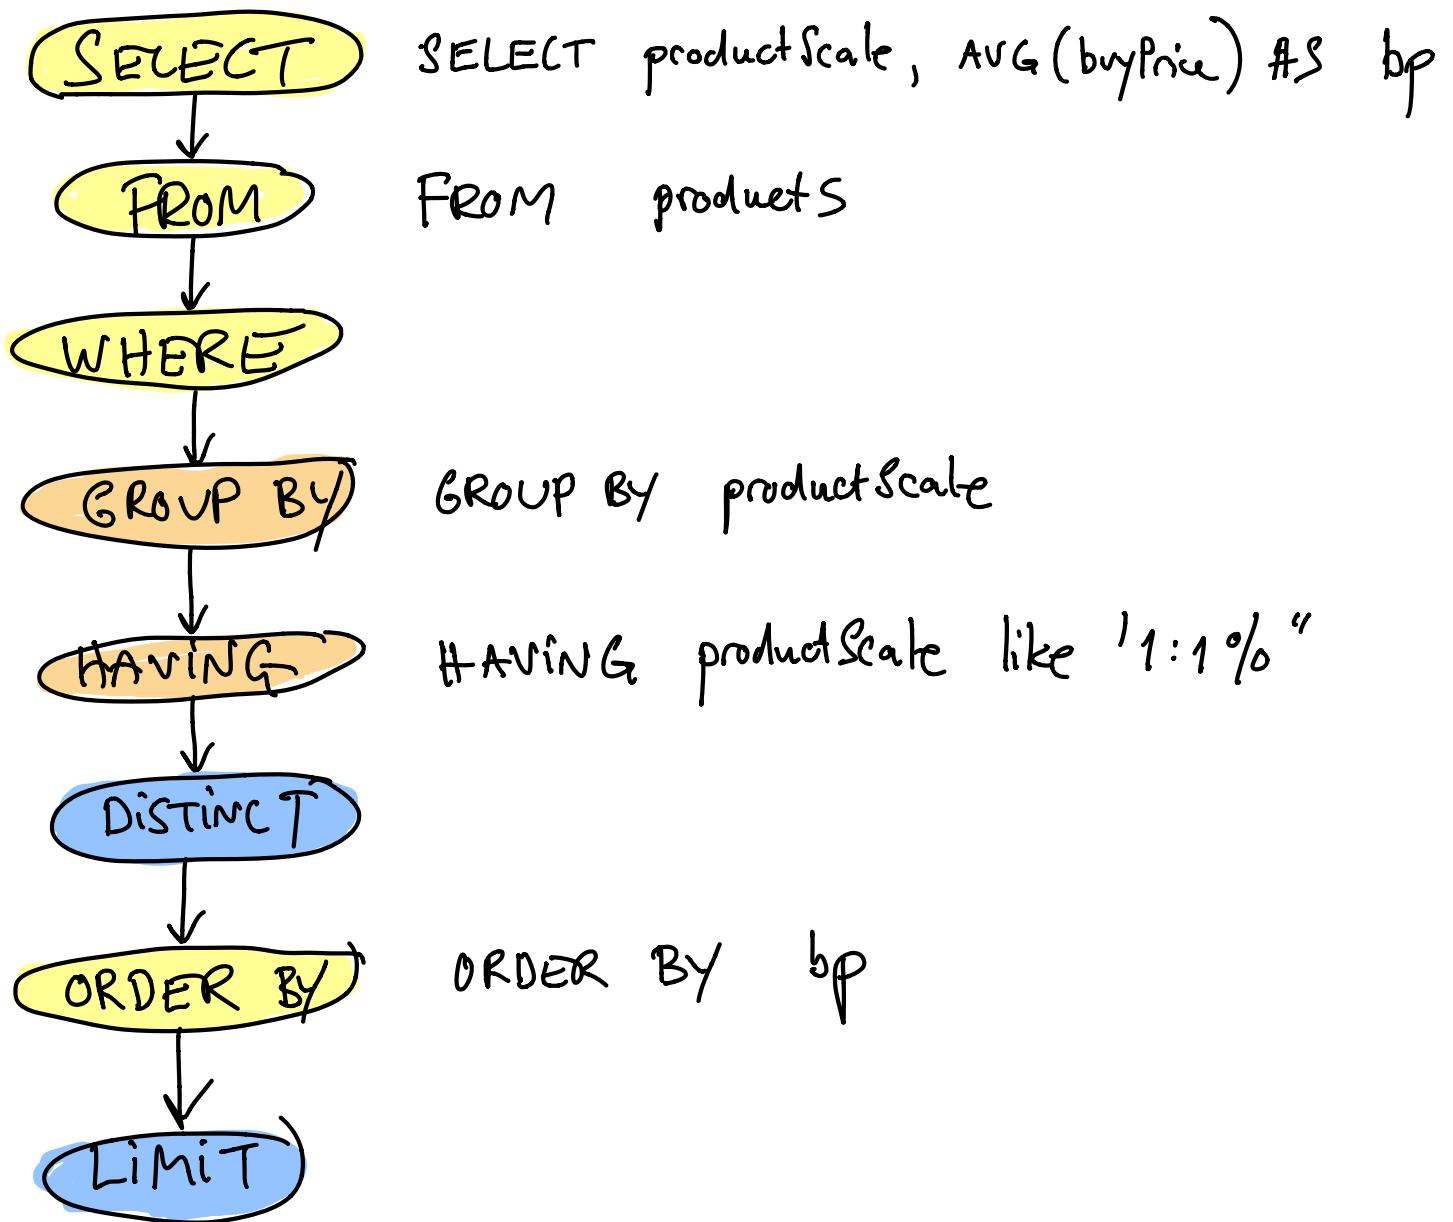 SELECT SELECT productScale, AVG(buyPrice) AS bp
FROM FROM products
WHERE
GROUP BY GROUP BY productScale
HAVING HAVING productScale like '1:1%"
DISTINCT
ORDER BY ORDER BY bp
LIMIT